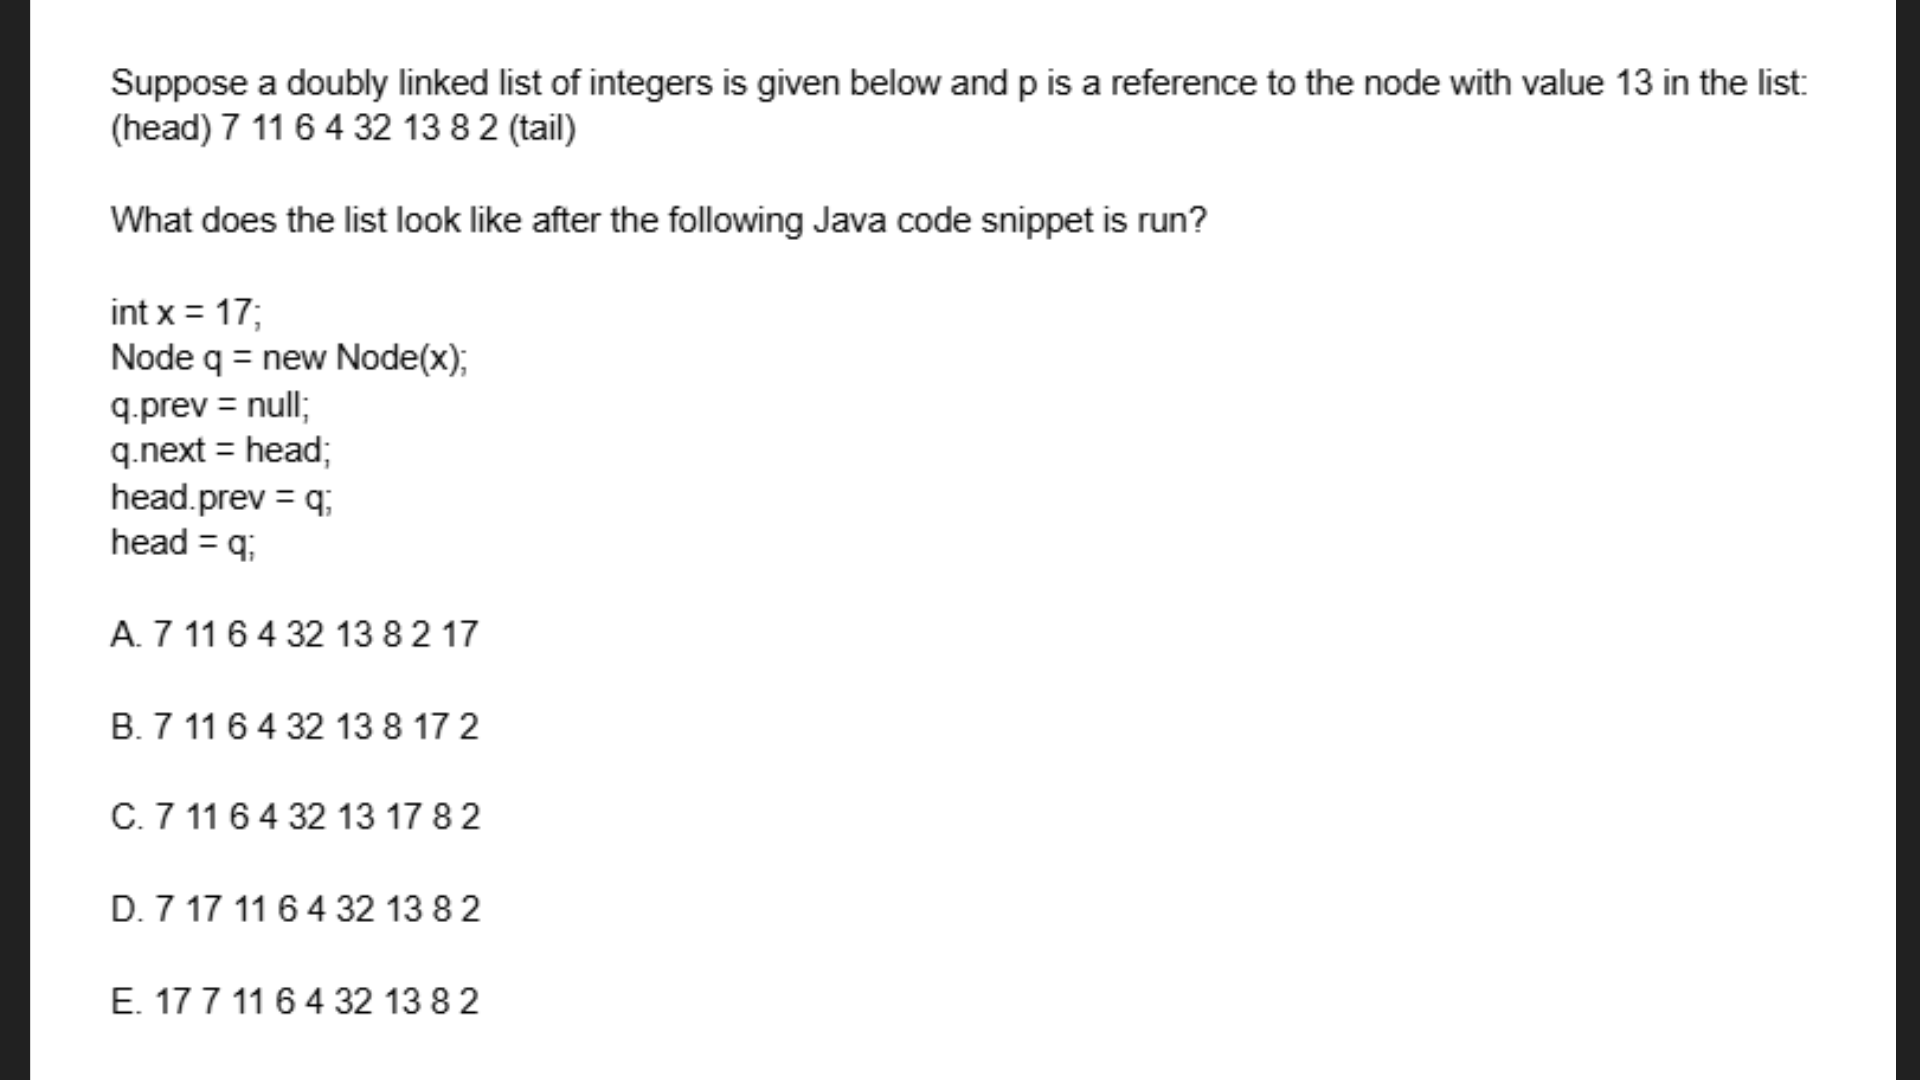 Suppose a doubly linked list of integers is given below and p is a reference to the node with value 13 in the list:
(head) 7 11 6 4 32 13 8 2 (tail)
What does the list look like after the following Java code snippet is run?
int x = 17;
Node q = new Node(x);
q.prev = null;
q.next = head;
head.prev = q;
head = q;
A. 7 11 6 4 32 13 8 2 17
B. 7 11 6 4 32 13 8 17 2
C. 7 11 6 4 32 13 17 8 2
D. 7 17 11 6 4 32 13 8 2
E. 17 7 11 6 4 32 13 8 2